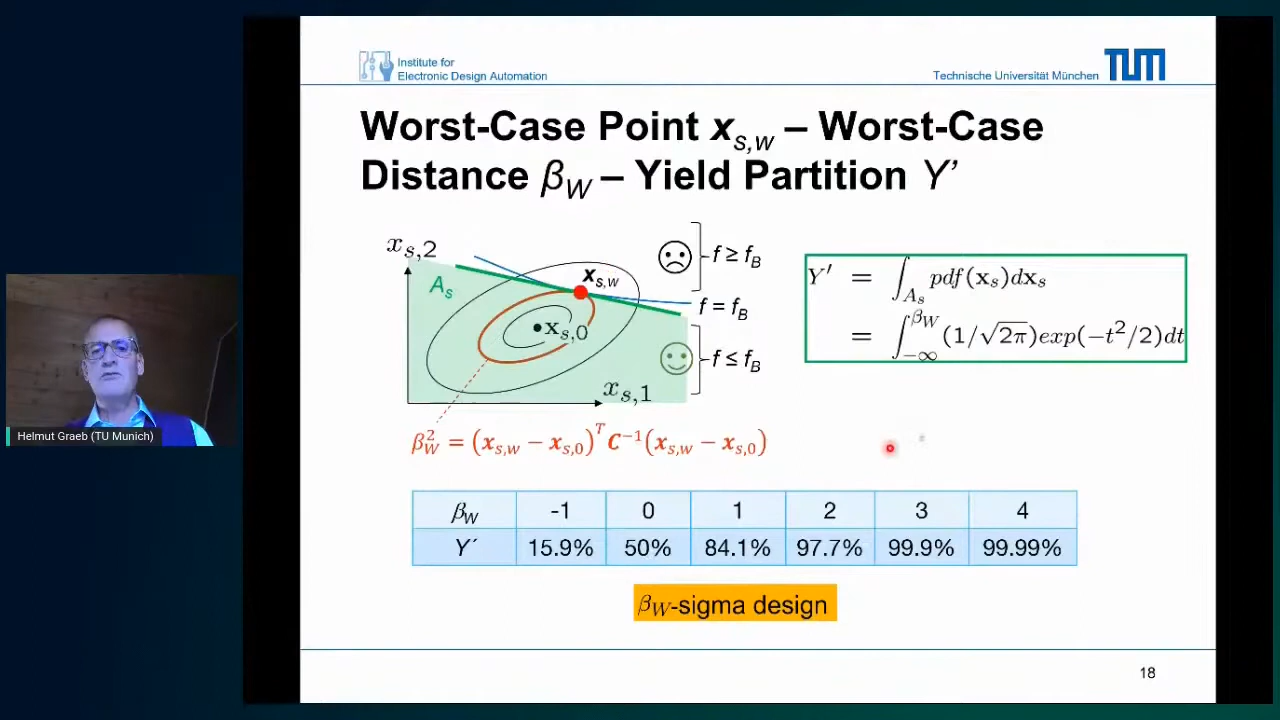 Institute for
Electronic Design Automation
Technische Universität München
TUM
Worst-Case Point x_{s,w} – Worst-Case
Distance β_W – Yield Partition Y’
x_{s,2}
A_s
x_{s,w}
x_{s,0}
x_{s,1}
f ≥ f_B
f = f_B
f ≤ f_B
Y' = ∫_{A_s} pdf(x_s)dx_s
= ∫_{−∞}^{β_W} (1/√2π)exp(−t²/2)dt
β_W² = (x_{s,w} − x_{s,0})^T C^{−1}(x_{s,w} − x_{s,0})
β_W -1 0 1 2 3 4
Y´ 15.9% 50% 84.1% 97.7% 99.9% 99.99%
β_W-sigma design
18
Helmut Graeb (TU Munich)